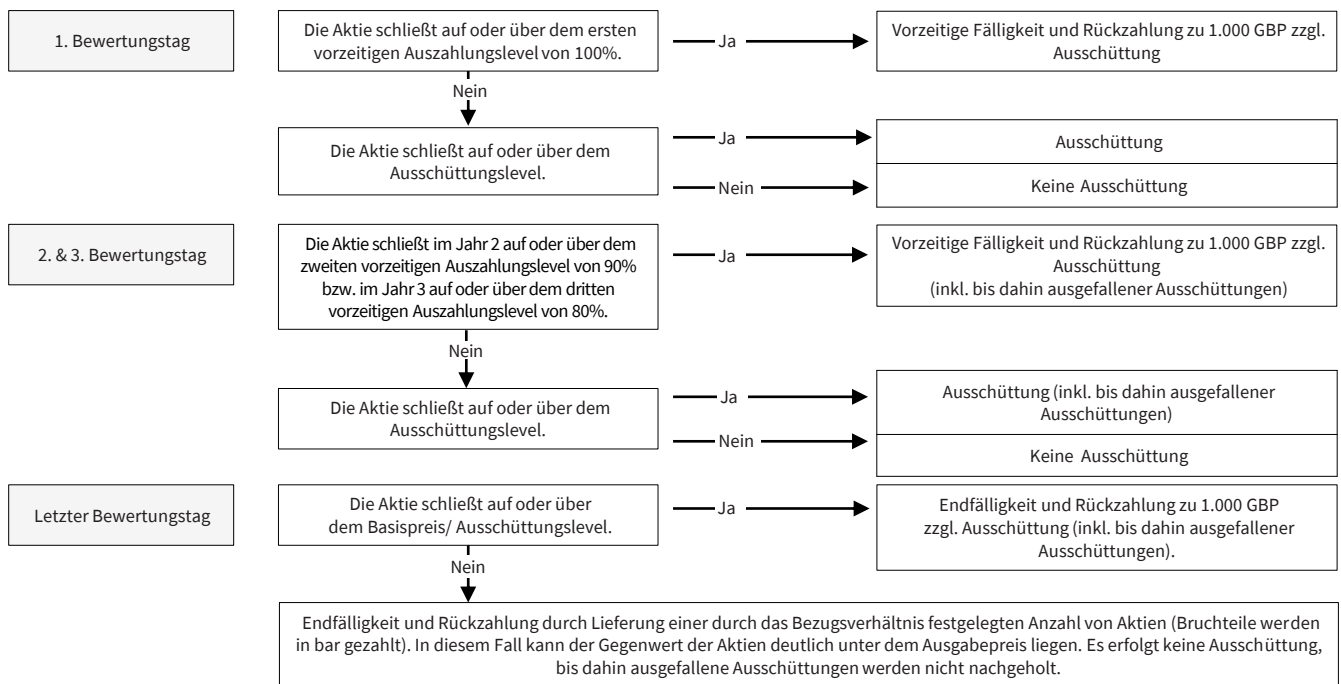 1. Bewertungstag
Die Aktie schließt auf oder über dem ersten
vorzeitigen Auszahlungslevel von 100%.
Ja
Vorzeitige Fälligkeit und Rückzahlung zu 1.000 GBP zzgl.
Ausschüttung
Nein
Die Aktie schließt auf oder über dem
Ausschüttungslevel.
Ja
Ausschüttung
Nein
Keine Ausschüttung
2. & 3. Bewertungstag
Die Aktie schließt im Jahr 2 auf oder über dem
zweiten vorzeitigen Auszahlungslevel von 90%
bzw. im Jahr 3 auf oder über dem dritten
vorzeitigen Auszahlungslevel von 80%.
Ja
Vorzeitige Fälligkeit und Rückzahlung zu 1.000 GBP zzgl.
Ausschüttung
(inkl. bis dahin ausgefallener Ausschüttungen)
Nein
Die Aktie schließt auf oder über dem
Ausschüttungslevel.
Ja
Ausschüttung (inkl. bis dahin ausgefallener
Ausschüttungen)
Nein
Keine Ausschüttung
Letzter Bewertungstag
Die Aktie schließt auf oder über
dem Basispreis/ Ausschüttungslevel.
Ja
Endfälligkeit und Rückzahlung zu 1.000 GBP
zzgl. Ausschüttung (inkl. bis dahin ausgefallener
Ausschüttungen).
Nein
Endfälligkeit und Rückzahlung durch Lieferung einer durch das Bezugsverhältnis festgelegten Anzahl von Aktien (Bruchteile werden
in bar gezahlt). In diesem Fall kann der Gegenwert der Aktien deutlich unter dem Ausgabepreis liegen. Es erfolgt keine Ausschüttung,
bis dahin ausgefallene Ausschüttungen werden nicht nachgeholt.